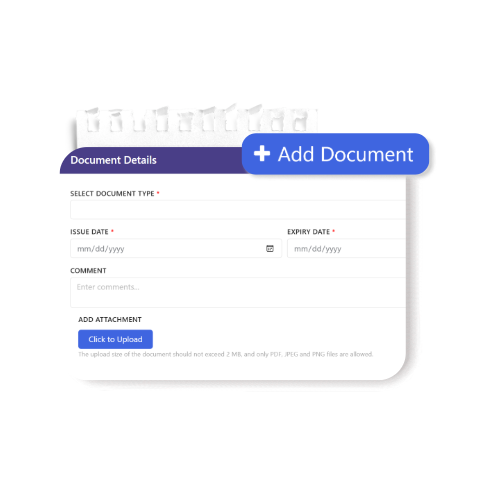 + Add Document
Document Details
SELECT DOCUMENT TYPE *
ISSUE DATE *
EXPIRY DATE *
mm/dd/yyyy
mm/dd/yyyy
COMMENT
Enter comments...
ADD ATTACHMENT
Click to Upload
The upload size of the document should not exceed 2 MB, and only PDF, JPEG and PNG files are allowed.